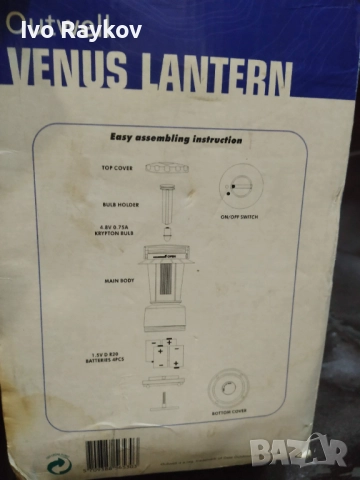 Ivo Raykov
Outwell
VENUS LANTERN
Easy assembling instruction
TOP COVER
BULB HOLDER
ON/OFF SWITCH
4.8V 0.75A
KRYPTON BULB
MAIN BODY
1.5V D R20
BATTERIES 4PCS
BOTTOM COVER
BAZAR